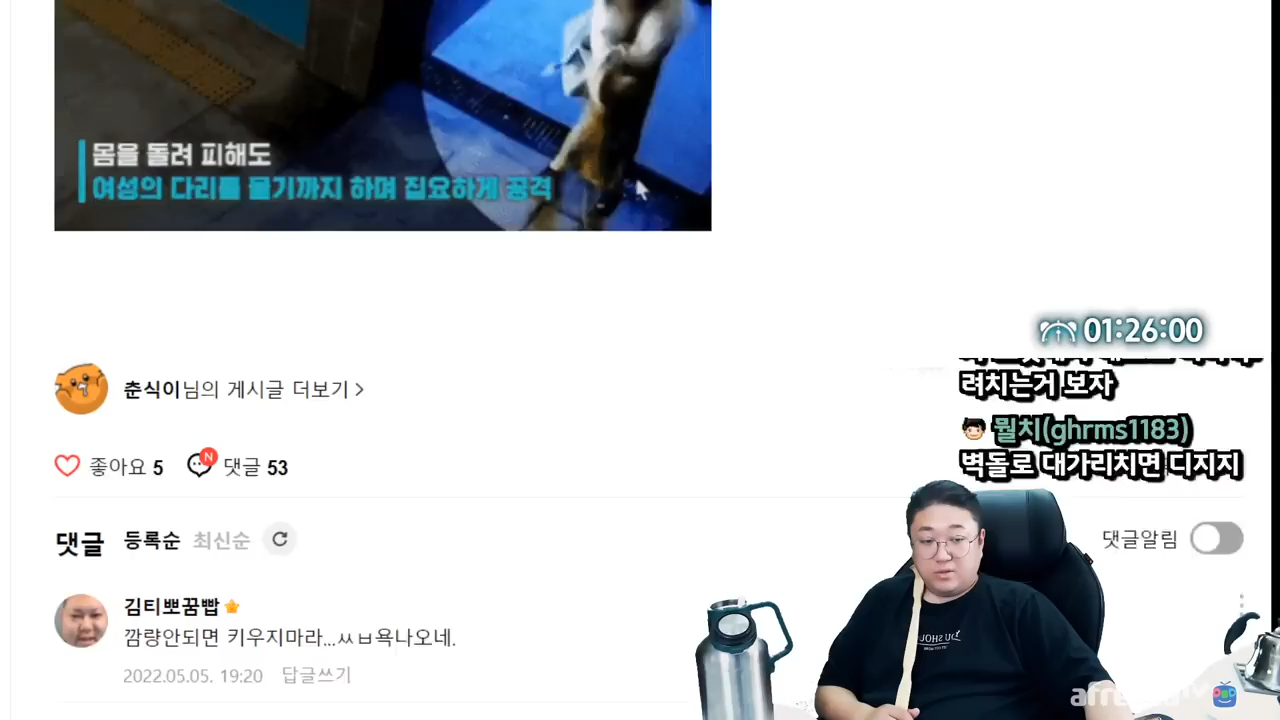 몸을 돌려 피해도
여성의 다리를 물기까지 하며 집요하게 공격
01:26:00
춘식이님의 게시글 더보기 >
려치는거 보자
뭘치(ghrms1183)
벽돌로 대가리치면 디지지
좋아요 5
N
댓글 53
댓글
등록순
최신순
댓글알림
김티뽀꿈빱
깜량안되면 키우지마라...ㅆㅂ욕나오네.
2022.05.05. 19:20
답글쓰기